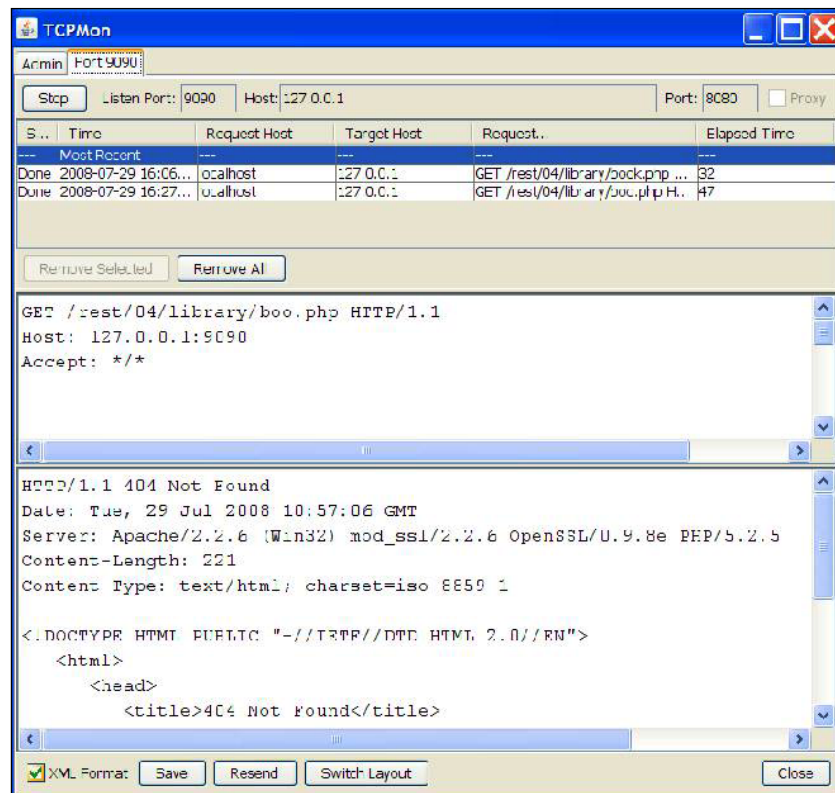 TCPMon
Admin Port 9090
Stop Listen Port: 9090 Host: 127.0.0.1 Port: 8080 Proxy
S... Time Request Host Target Host Request... Elapsed Time
--- Most Recent --- --- --- ---
Done 2008-07-29 16:06... localhost 127.0.0.1 GET /rest/04/library/book.php ... 32
Done 2008-07-29 16:27... localhost 127.0.0.1 GET /rest/04/library/boo.php H... 47
Remove Selected Remove All
GET /rest/04/library/boo.php HTTP/1.1
Host: 127.0.0.1:9090
Accept: */*
HTTP/1.1 404 Not Found
Date: Tue, 29 Jul 2008 10:57:06 GMT
Server: Apache/2.2.6 (Win32) mod_ssl/2.2.6 OpenSSL/0.9.8e PHP/5.2.5
Content-Length: 221
Content-Type: text/html; charset=iso-8859-1
<!DOCTYPE HTML PUBLIC "-//IETF//DTD HTML 2.0//EN">
<html>
<head>
<title>404 Not Found</title>
XML Format Save Resend Switch Layout Close